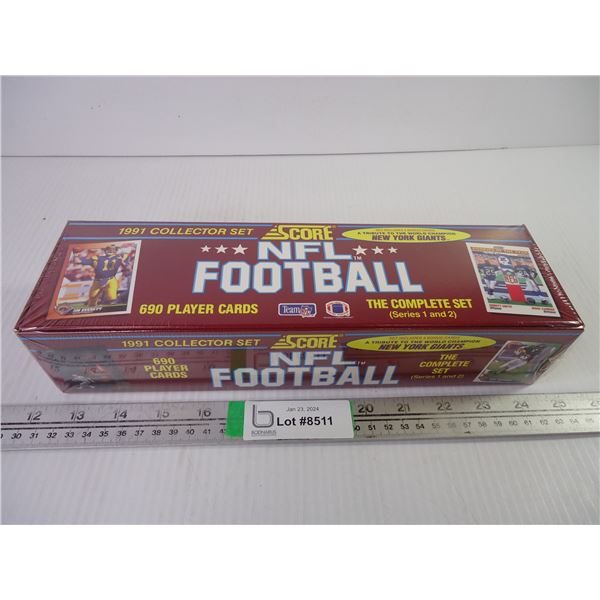 1991 COLLECTOR SET
SCORE
A TRIBUTE TO THE WORLD CHAMPION
NEW YORK GIANTS
NFL
FOOTBALL
690 PLAYER CARDS
Team NFL
THE COMPLETE SET
(Series 1 and 2)
1991 COLLECTOR SET
SCORE
A TRIBUTE TO THE WORLD CHAMPION
NEW YORK GIANTS
690
PLAYER
CARDS
NFL
FOOTBALL
THE
COMPLETE
SET
(Series 1 and 2)
12 13 14 15 16 20 21 22 23 24 25
30 31 32 33 34 35 36 37 38 39 40 41 51 52 53 54 55 56 57 58 59 60 61 62 63 64 65
b
BODNARUS
Jan 23, 2024
Lot #8511